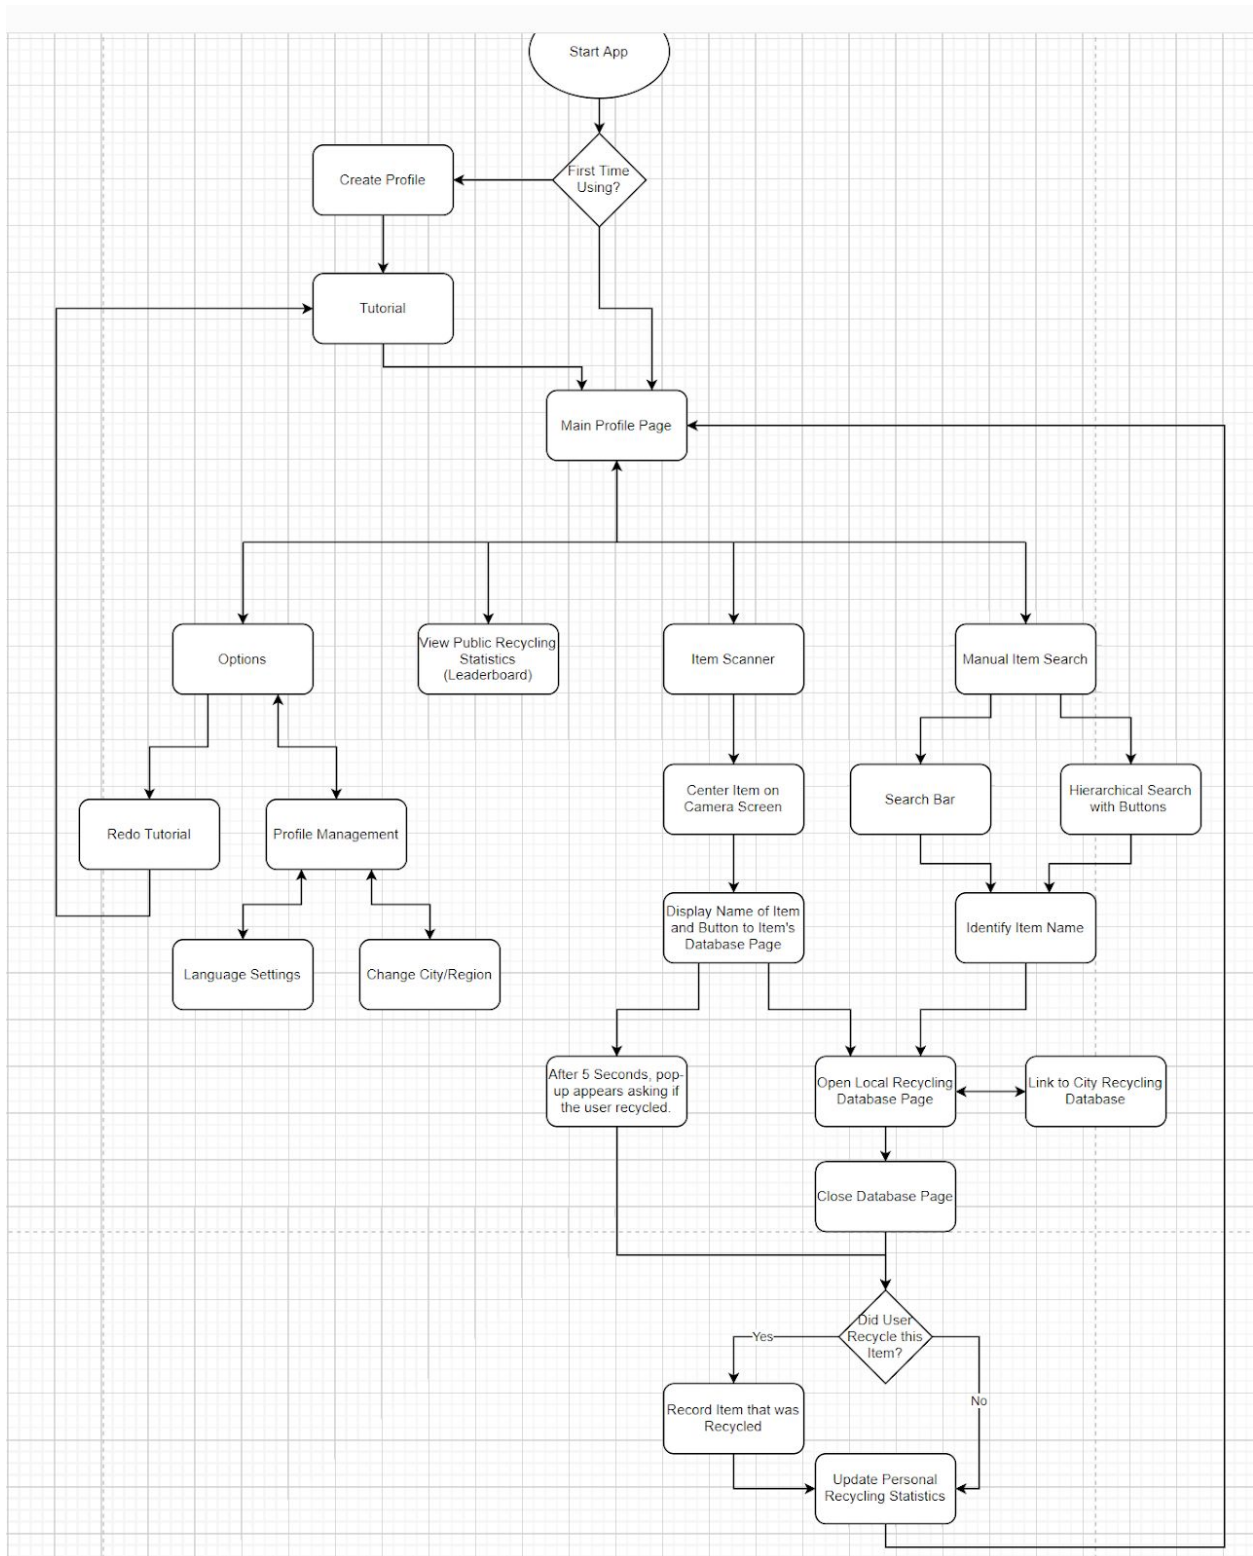 Start App
First Time
Using?
Create Profile
Tutorial
Main Profile Page
Options
View Public Recycling
Statistics
(Leaderboard)
Item Scanner
Manual Item Search
Center Item on
Camera Screen
Search Bar
Hierarchical Search
with Buttons
Redo Tutorial
Profile Management
Display Name of Item
and Button to Item's
Database Page
Identify Item Name
Language Settings
Change City/Region
After 5 Seconds, pop-
up appears asking if
the user recycled.
Open Local Recycling
Database Page
Link to City Recycling
Database
Close Database Page
Did User
Recycle this
Item?
Yes
No
Record Item that was
Recycled
Update Personal
Recycling Statistics